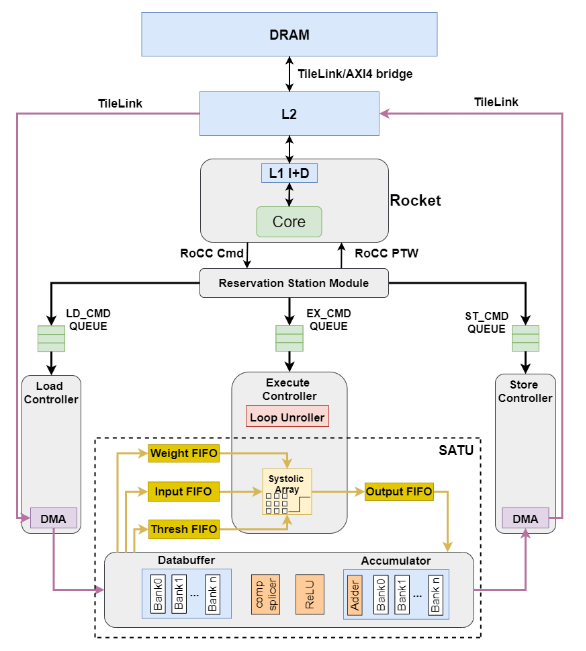 DRAM
TileLink/AXI4 bridge
TileLink
TileLink
L2
L1 I+D
Rocket
Core
RoCC Cmd
RoCC PTW
Reservation Station Module
LD_CMD
QUEUE
EX_CMD
QUEUE
ST_CMD
QUEUE
Load
Controller
Execute
Controller
Store
Controller
Loop Unroller
SATU
Weight FIFO
Systolic
Array
Input FIFO
Output FIFO
Thresh FIFO
DMA
DMA
Databuffer
Accumulator
Bank0
Bank1
...
Bank n
comp
splicer
ReLU
Adder
Bank0
Bank1
...
Bank n